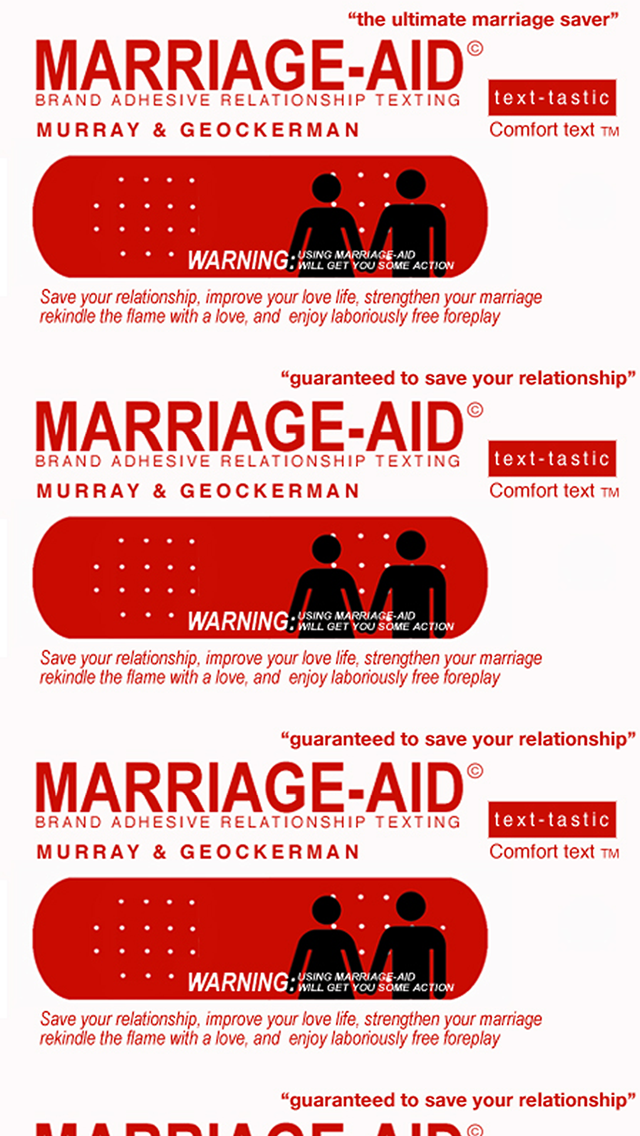 “the ultimate marriage saver”
MARRIAGE-AID©
BRAND ADHESIVE RELATIONSHIP TEXTING
text-tastic
MURRAY & GEOCKERMAN
Comfort text TM
WARNING: USING MARRIAGE-AID
WILL GET YOU SOME ACTION
Save your relationship, improve your love life, strengthen your marriage
rekindle the flame with a love, and enjoy laboriously free foreplay
“guaranteed to save your relationship”
MARRIAGE-AID©
BRAND ADHESIVE RELATIONSHIP TEXTING
text-tastic
MURRAY & GEOCKERMAN
Comfort text TM
WARNING: USING MARRIAGE-AID
WILL GET YOU SOME ACTION
Save your relationship, improve your love life, strengthen your marriage
rekindle the flame with a love, and enjoy laboriously free foreplay
“guaranteed to save your relationship”
MARRIAGE-AID©
BRAND ADHESIVE RELATIONSHIP TEXTING
text-tastic
MURRAY & GEOCKERMAN
Comfort text TM
WARNING: USING MARRIAGE-AID
WILL GET YOU SOME ACTION
Save your relationship, improve your love life, strengthen your marriage
rekindle the flame with a love, and enjoy laboriously free foreplay
“guaranteed to save your relationship”
MARRIAGE-AID©